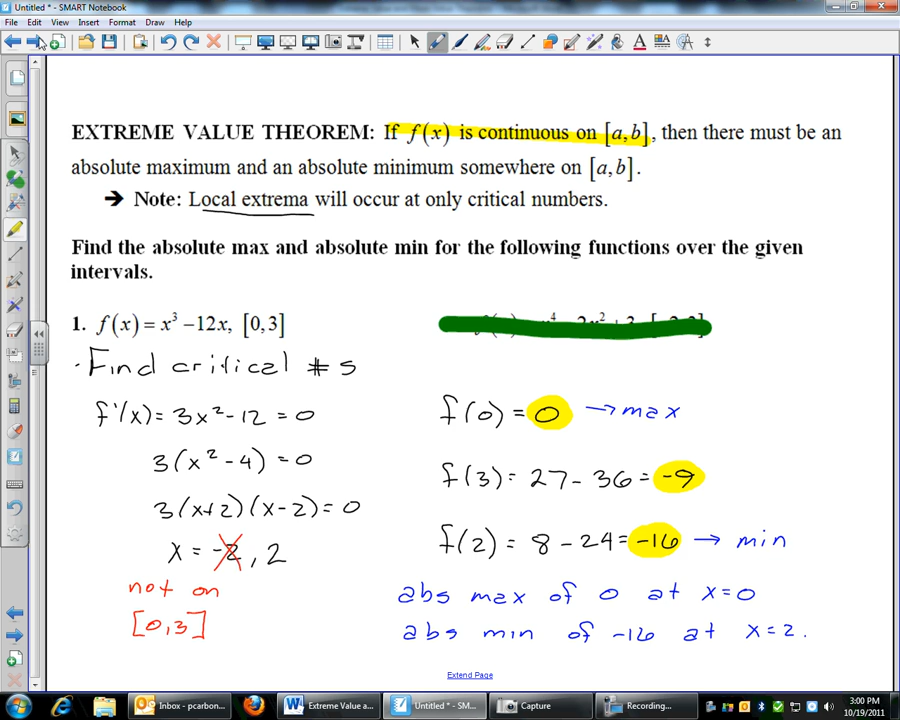 Untitled * - SMART Notebook
File Edit View Insert Format Tools Draw Help
EXTREME VALUE THEOREM: If f(x) is continuous on [a,b], then there must be an
absolute maximum and an absolute minimum somewhere on [a,b].
➔ Note: Local extrema will occur at only critical numbers.
Find the absolute max and absolute min for the following functions over the given
intervals.
1. f(x) = x³ −12x, [0,3]
· Find critical #s
f'(x) = 3x² - 12 = 0
3(x² - 4) = 0
3(x+2)(x-2) = 0
x = -2, 2
not on
[0,3]
f(0) = 0 → max
f(3) = 27 - 36 = -9
f(2) = 8 - 24 = -16 → min
abs max of 0 at x=0
abs min of -16 at x=2.
Extend Page
Inbox - pcarbon...
Extreme Value a...
Untitled * - SM...
Capture
Recording...
3:00 PM
10/19/2011